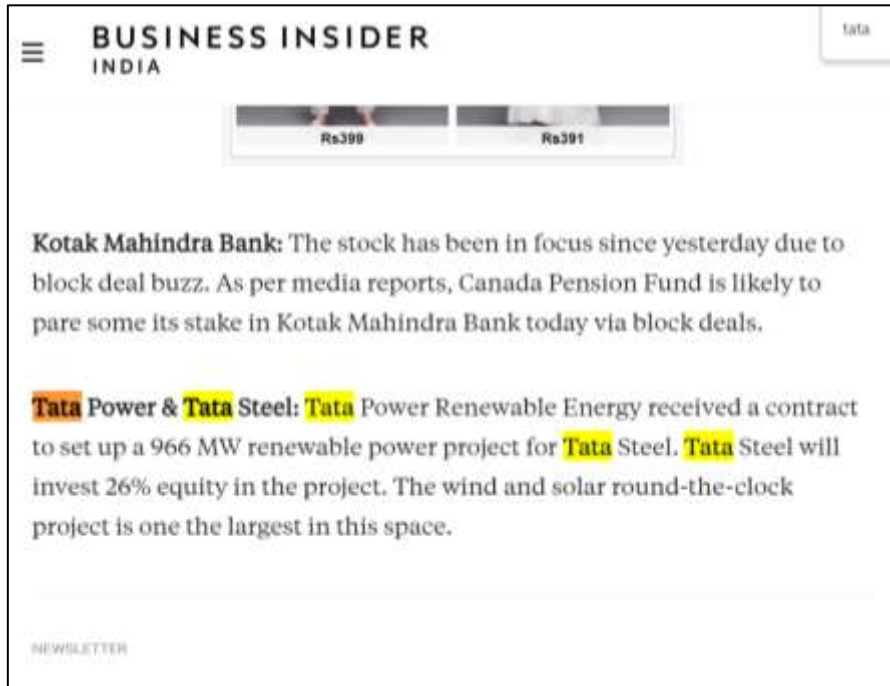 BUSINESS INSIDER
INDIA
tata
Rs399 Rs391
Kotak Mahindra Bank: The stock has been in focus since yesterday due to
block deal buzz. As per media reports, Canada Pension Fund is likely to
pare some its stake in Kotak Mahindra Bank today via block deals.
Tata Power & Tata Steel: Tata Power Renewable Energy received a contract
to set up a 966 MW renewable power project for Tata Steel. Tata Steel will
invest 26% equity in the project. The wind and solar round-the-clock
project is one the largest in this space.
NEWSLETTER